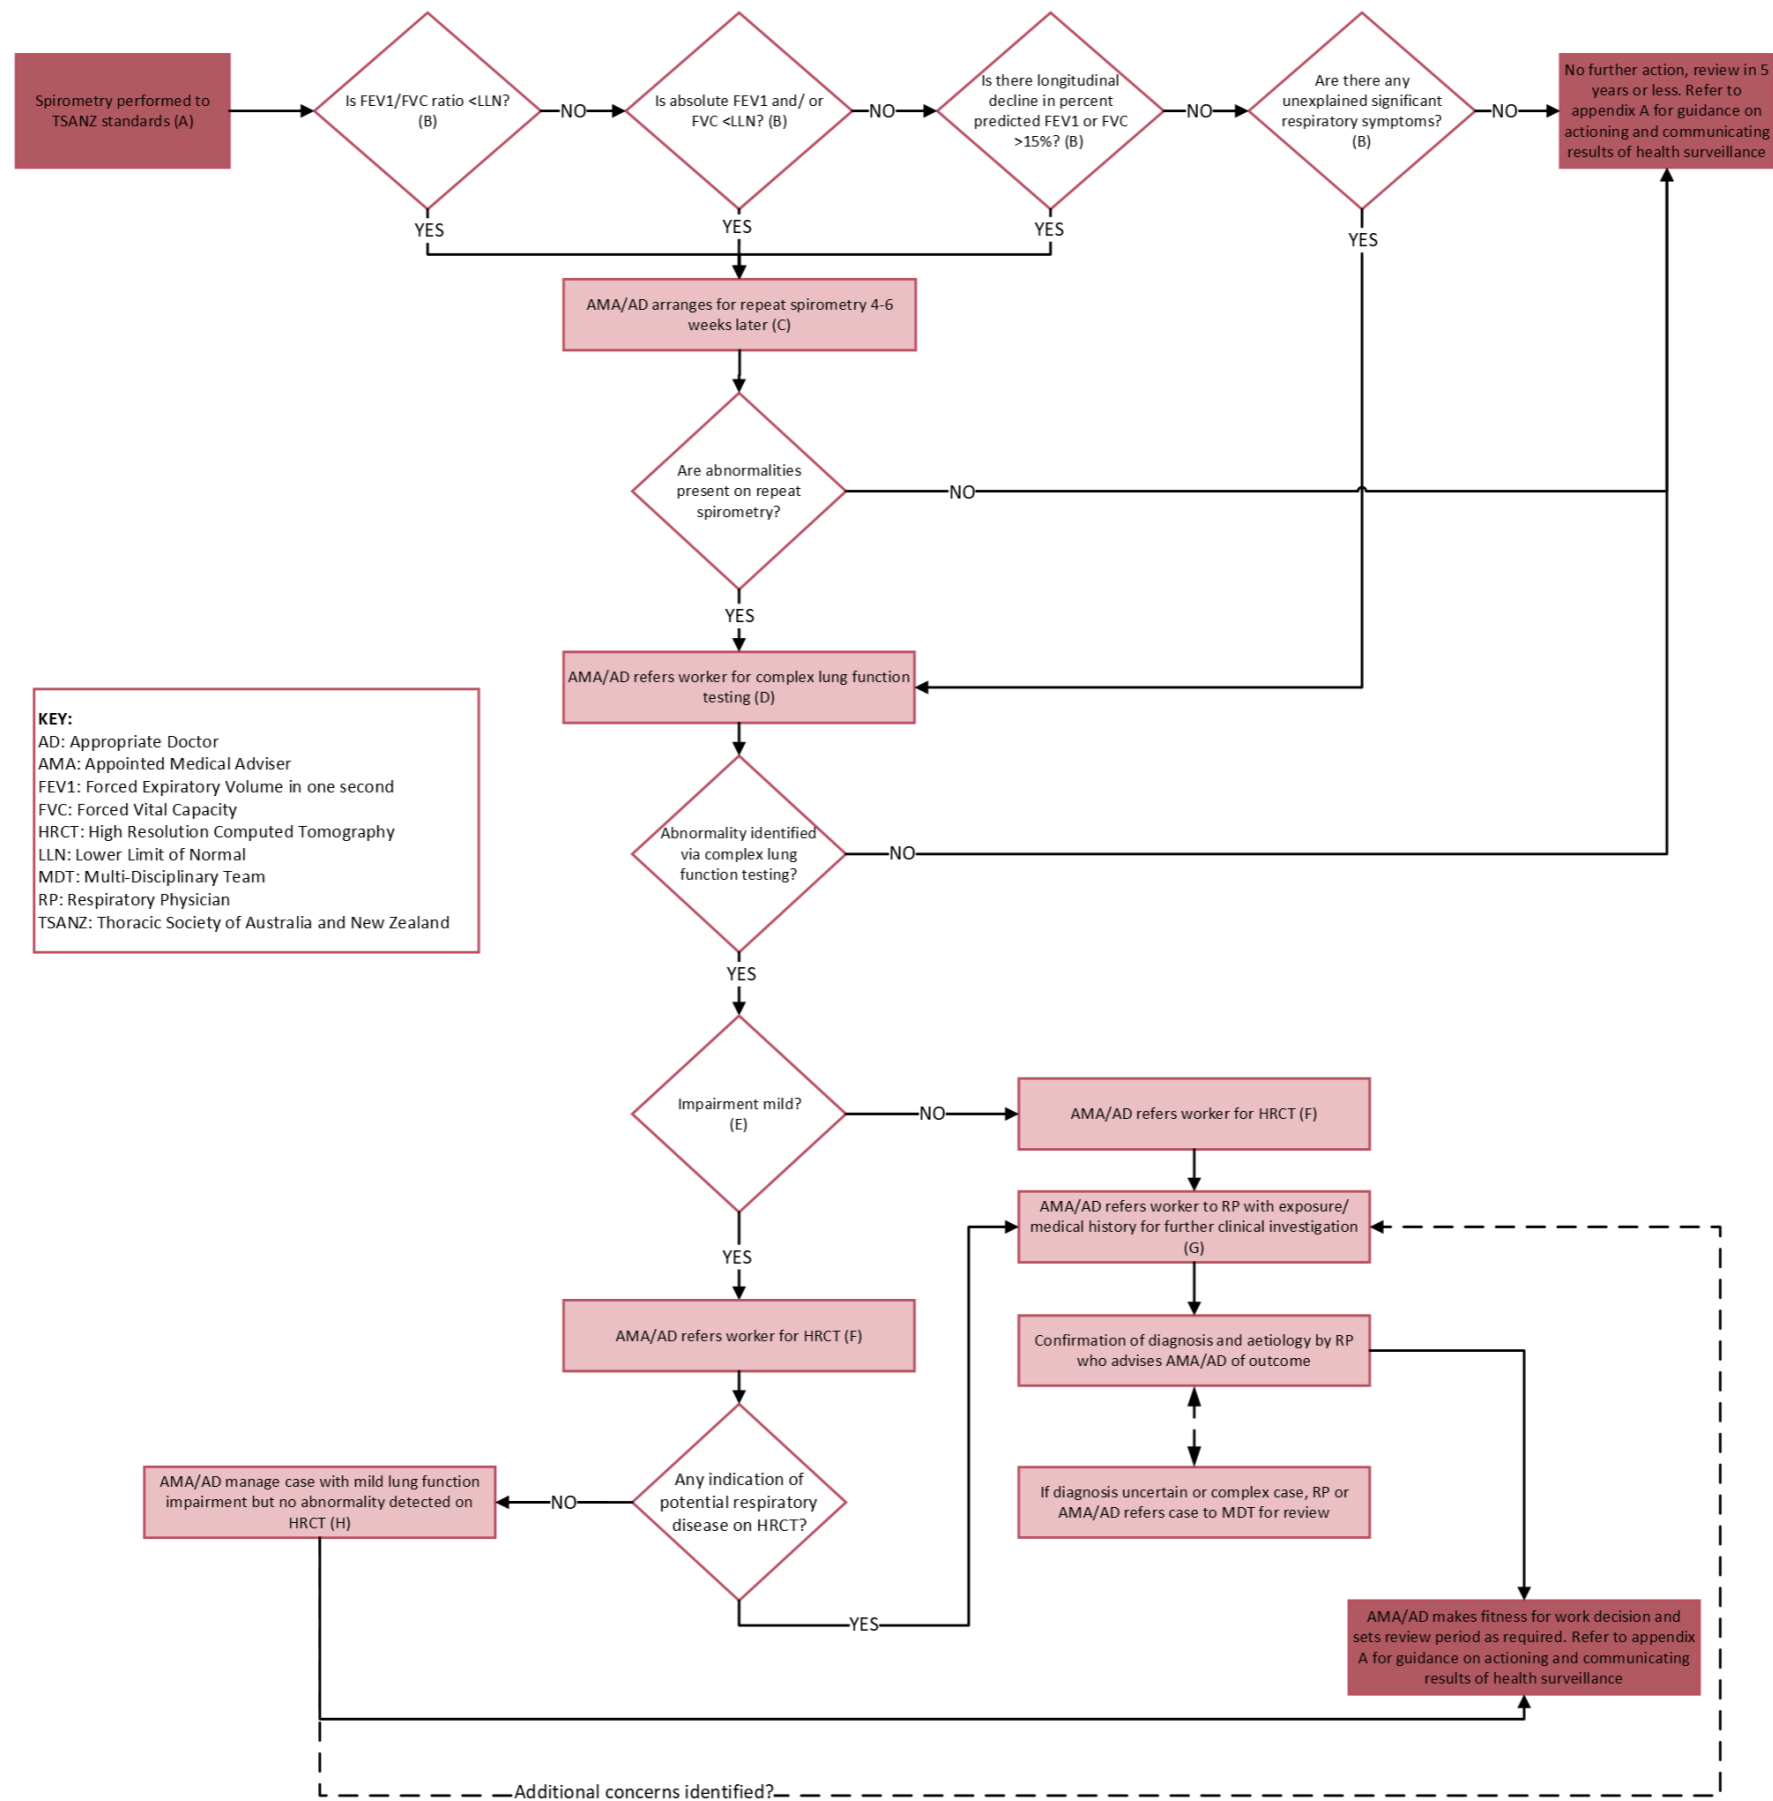 Spirometry performed to
TSANZ standards (A)
Is FEV1/FVC ratio <LLN?
(B)
NO
Is absolute FEV1 and/ or
FVC <LLN? (B)
NO
Is there longitudinal
decline in percent
predicted FEV1 or FVC
>15%? (B)
NO
Are there any
unexplained significant
respiratory symptoms?
(B)
NO
No further action, review in 5
years or less. Refer to
appendix A for guidance on
actioning and communicating
results of health surveillance
YES
YES
YES
YES
AMA/AD arranges for repeat spirometry 4-6
weeks later (C)
Are abnormalities
present on repeat
spirometry?
NO
YES
AMA/AD refers worker for complex lung function
testing (D)
KEY:
AD: Appropriate Doctor
AMA: Appointed Medical Adviser
FEV1: Forced Expiratory Volume in one second
FVC: Forced Vital Capacity
HRCT: High Resolution Computed Tomography
LLN: Lower Limit of Normal
MDT: Multi-Disciplinary Team
RP: Respiratory Physician
TSANZ: Thoracic Society of Australia and New Zealand
Abnormality identified
via complex lung
function testing?
NO
YES
Impairment mild?
(E)
NO
AMA/AD refers worker for HRCT (F)
AMA/AD refers worker to RP with exposure/
medical history for further clinical investigation
(G)
YES
AMA/AD refers worker for HRCT (F)
Confirmation of diagnosis and aetiology by RP
who advises AMA/AD of outcome
Any indication of
potential respiratory
disease on HRCT?
NO
AMA/AD manage case with mild lung function
impairment but no abnormality detected on
HRCT (H)
If diagnosis uncertain or complex case, RP or
AMA/AD refers case to MDT for review
YES
AMA/AD makes fitness for work decision and
sets review period as required. Refer to appendix
A for guidance on actioning and communicating
results of health surveillance
Additional concerns identified?